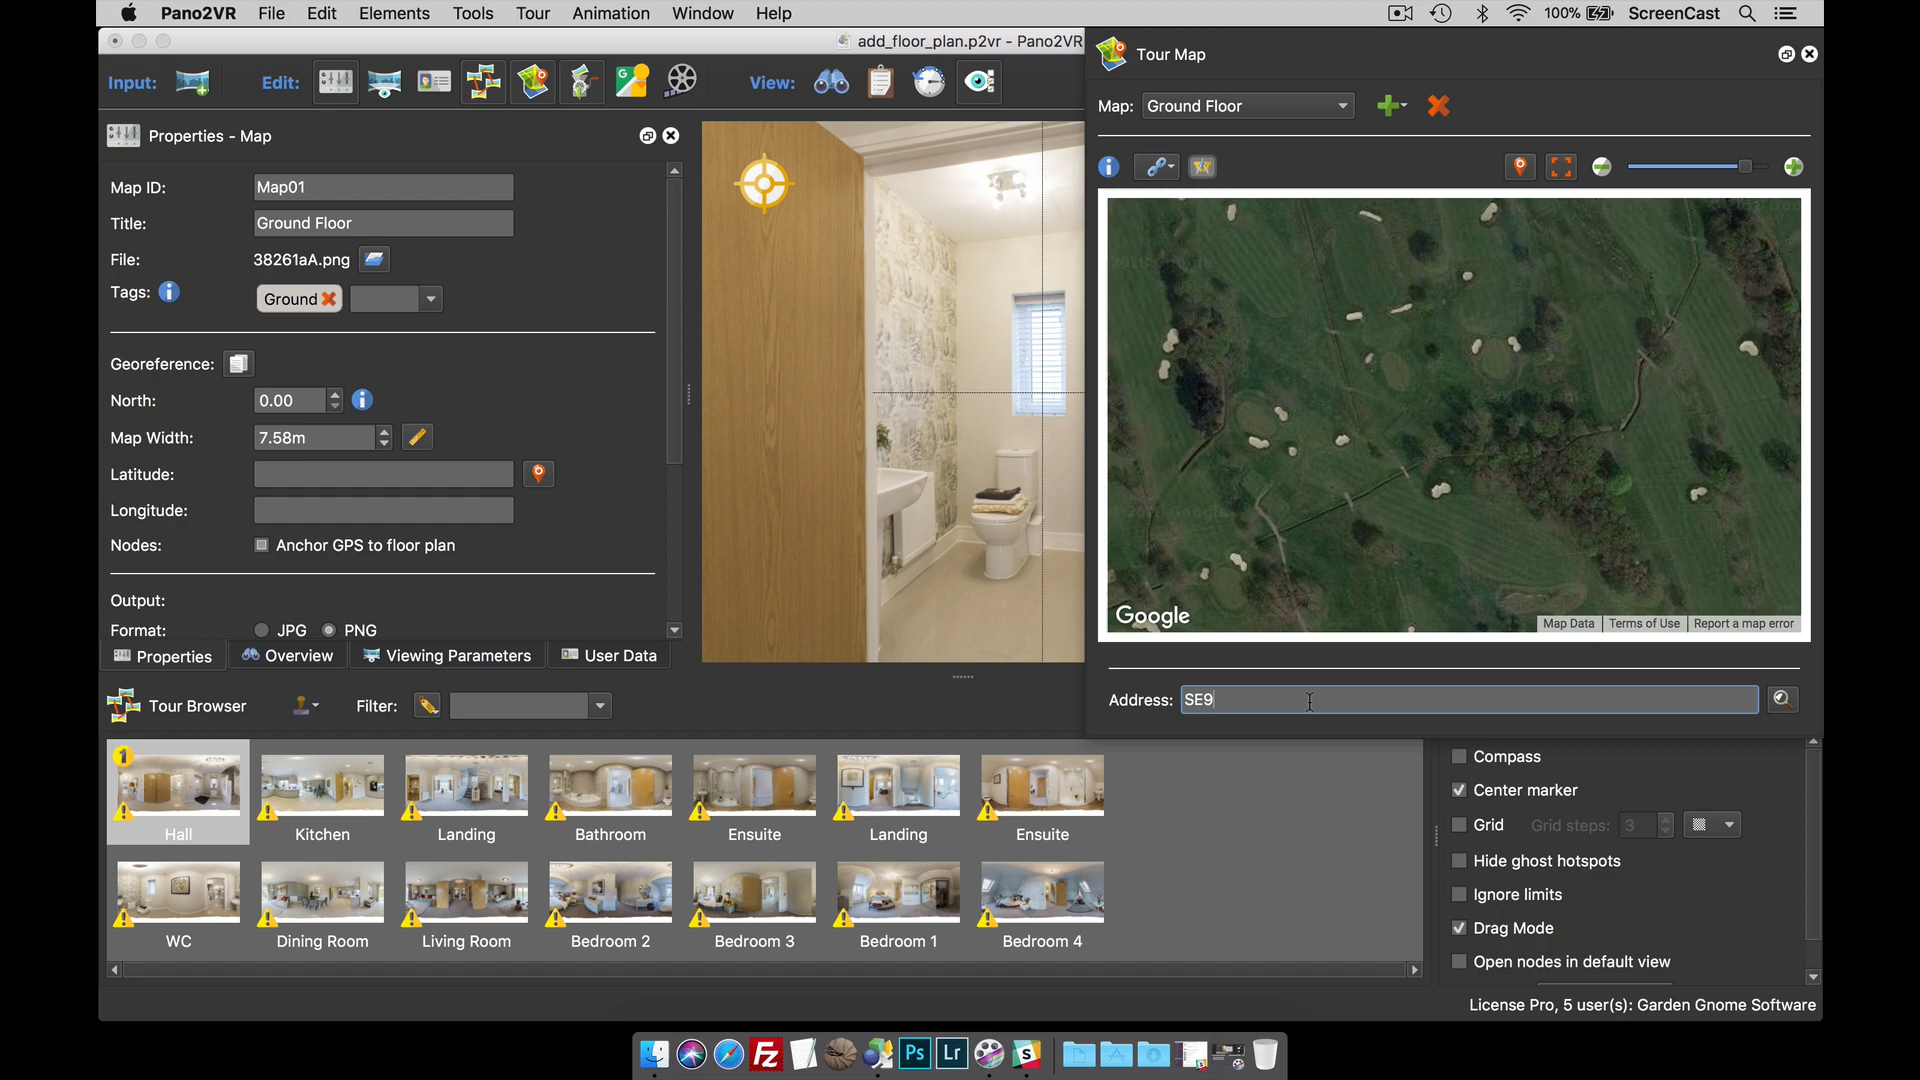 Pano2VR File Edit Elements Tools Tour Animation Window Help 100% ScreenCast
add_floor_plan.p2vr - Pano2VR
Input: Edit: View:
Tour Map
Map: Ground Floor
Properties - Map
Map ID: Map01
Title: Ground Floor
File: 38261aA.png
Tags: Ground
Georeference:
North: 0.00
Map Width: 7.58m
Latitude:
Longitude:
Nodes: Anchor GPS to floor plan
Output:
Format: JPG PNG
Properties Overview Viewing Parameters User Data
Google
Map Data Terms of Use Report a map error
Address: SE9
Tour Browser Filter:
1
Hall Kitchen Landing Bathroom Ensuite Landing Ensuite
WC Dining Room Living Room Bedroom 2 Bedroom 3 Bedroom 1 Bedroom 4
Compass
Center marker
Grid Grid steps: 3
Hide ghost hotspots
Ignore limits
Drag Mode
Open nodes in default view
License Pro, 5 user(s): Garden Gnome Software
Fz Ps Lr S